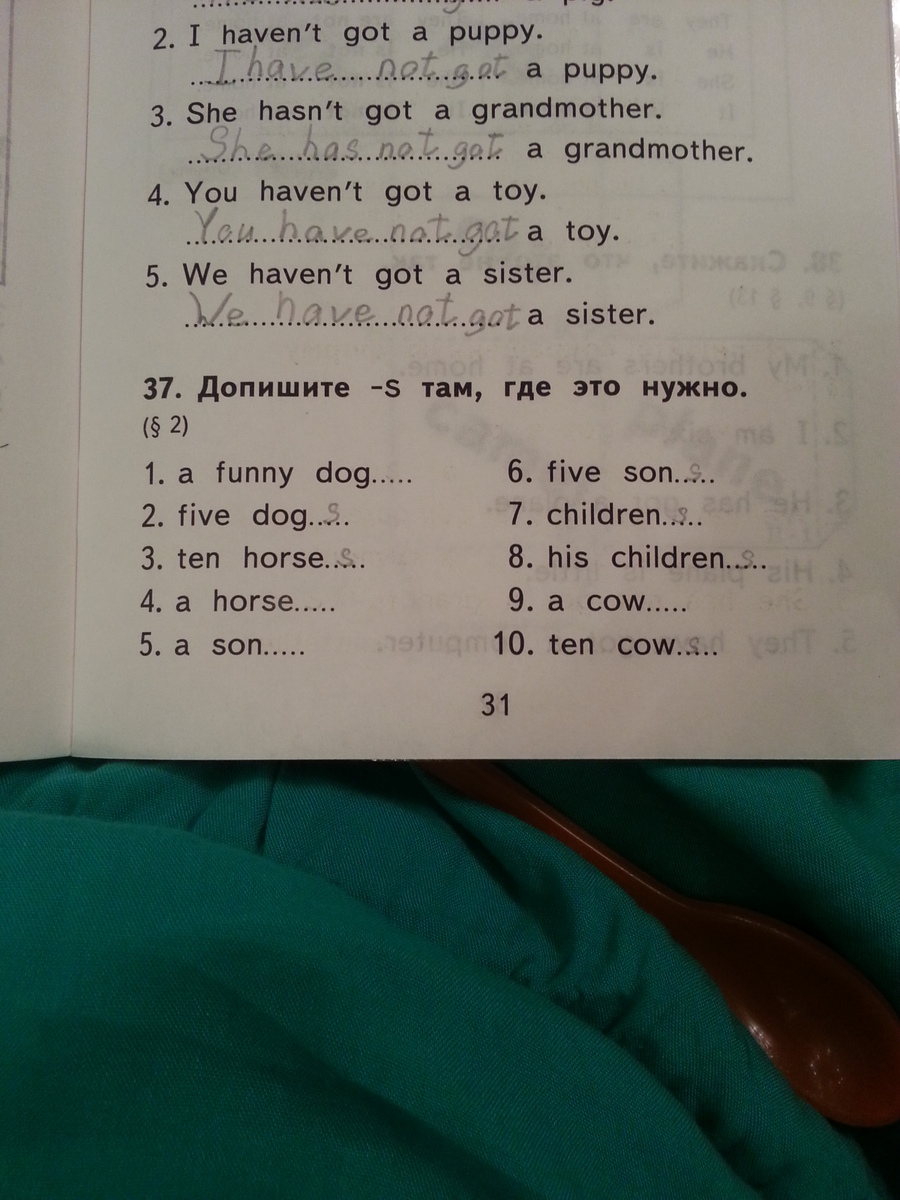 2. I haven't got a puppy.
I have not got a puppy.
3. She hasn't got a grandmother.
She has not got a grandmother.
4. You haven't got a toy.
You have not got a toy.
5. We haven't got a sister.
We have not got a sister.
37. Допишите -s там, где это нужно.
(§ 2)
1. a funny dog.....
2. five dog..s..
3. ten horse..s..
4. a horse.....
5. a son.....
6. five son..s..
7. children..s..
8. his children..s..
9. a cow.....
10. ten cow..s..
31